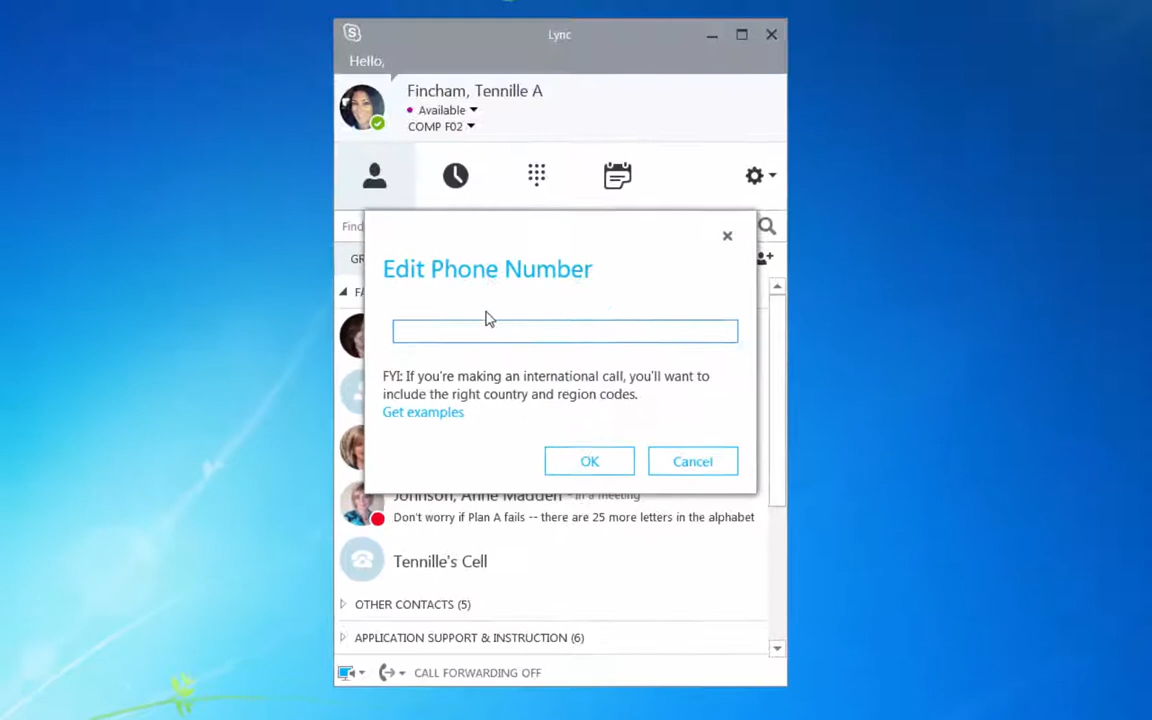 Lync
Hello,
Fincham, Tennille A
Available
COMP F02
Find
GR
FA
Edit Phone Number
FYI: If you're making an international call, you'll want to
include the right country and region codes.
Get examples
OK
Cancel
Johnson, Anne Madden - In a meeting
Don't worry if Plan A fails -- there are 25 more letters in the alphabet
Tennille's Cell
OTHER CONTACTS (5)
APPLICATION SUPPORT & INSTRUCTION (6)
CALL FORWARDING OFF